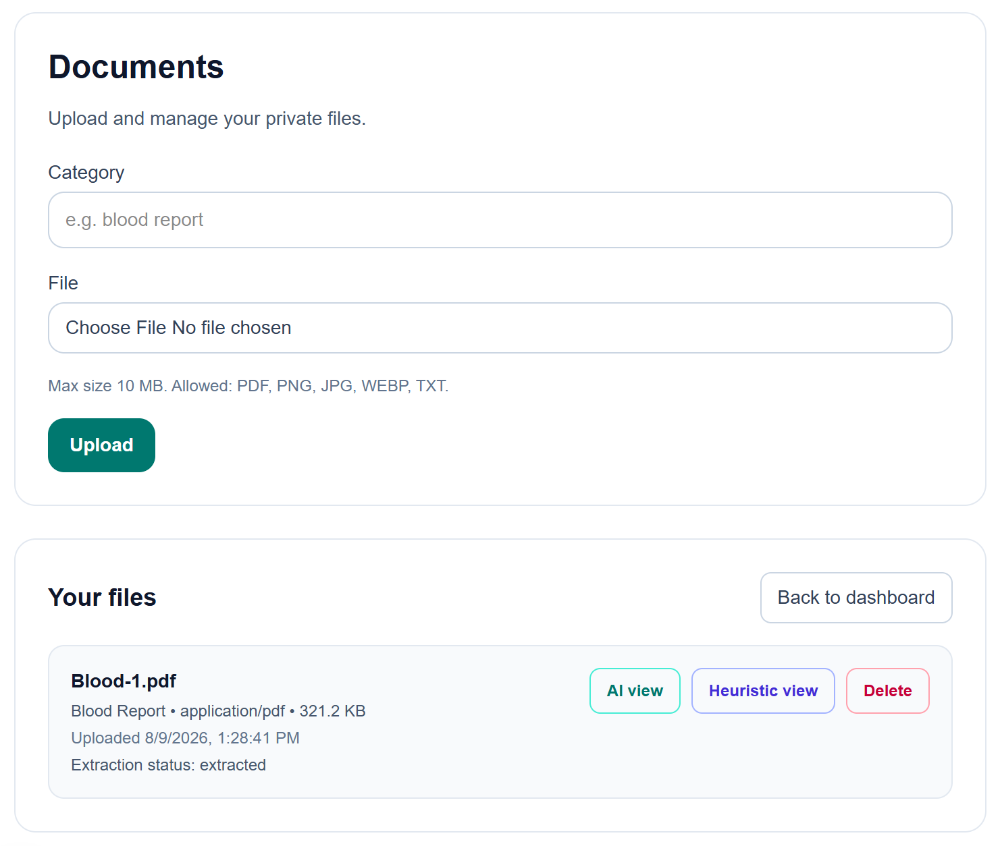 Documents
Upload and manage your private files.
Category
e.g. blood report
File
Choose File No file chosen
Max size 10 MB. Allowed: PDF, PNG, JPG, WEBP, TXT.
Upload
Your files
Back to dashboard
Blood-1.pdf
AI view
Heuristic view
Delete
Blood Report • application/pdf • 321.2 KB
Uploaded 8/9/2026, 1:28:41 PM
Extraction status: extracted